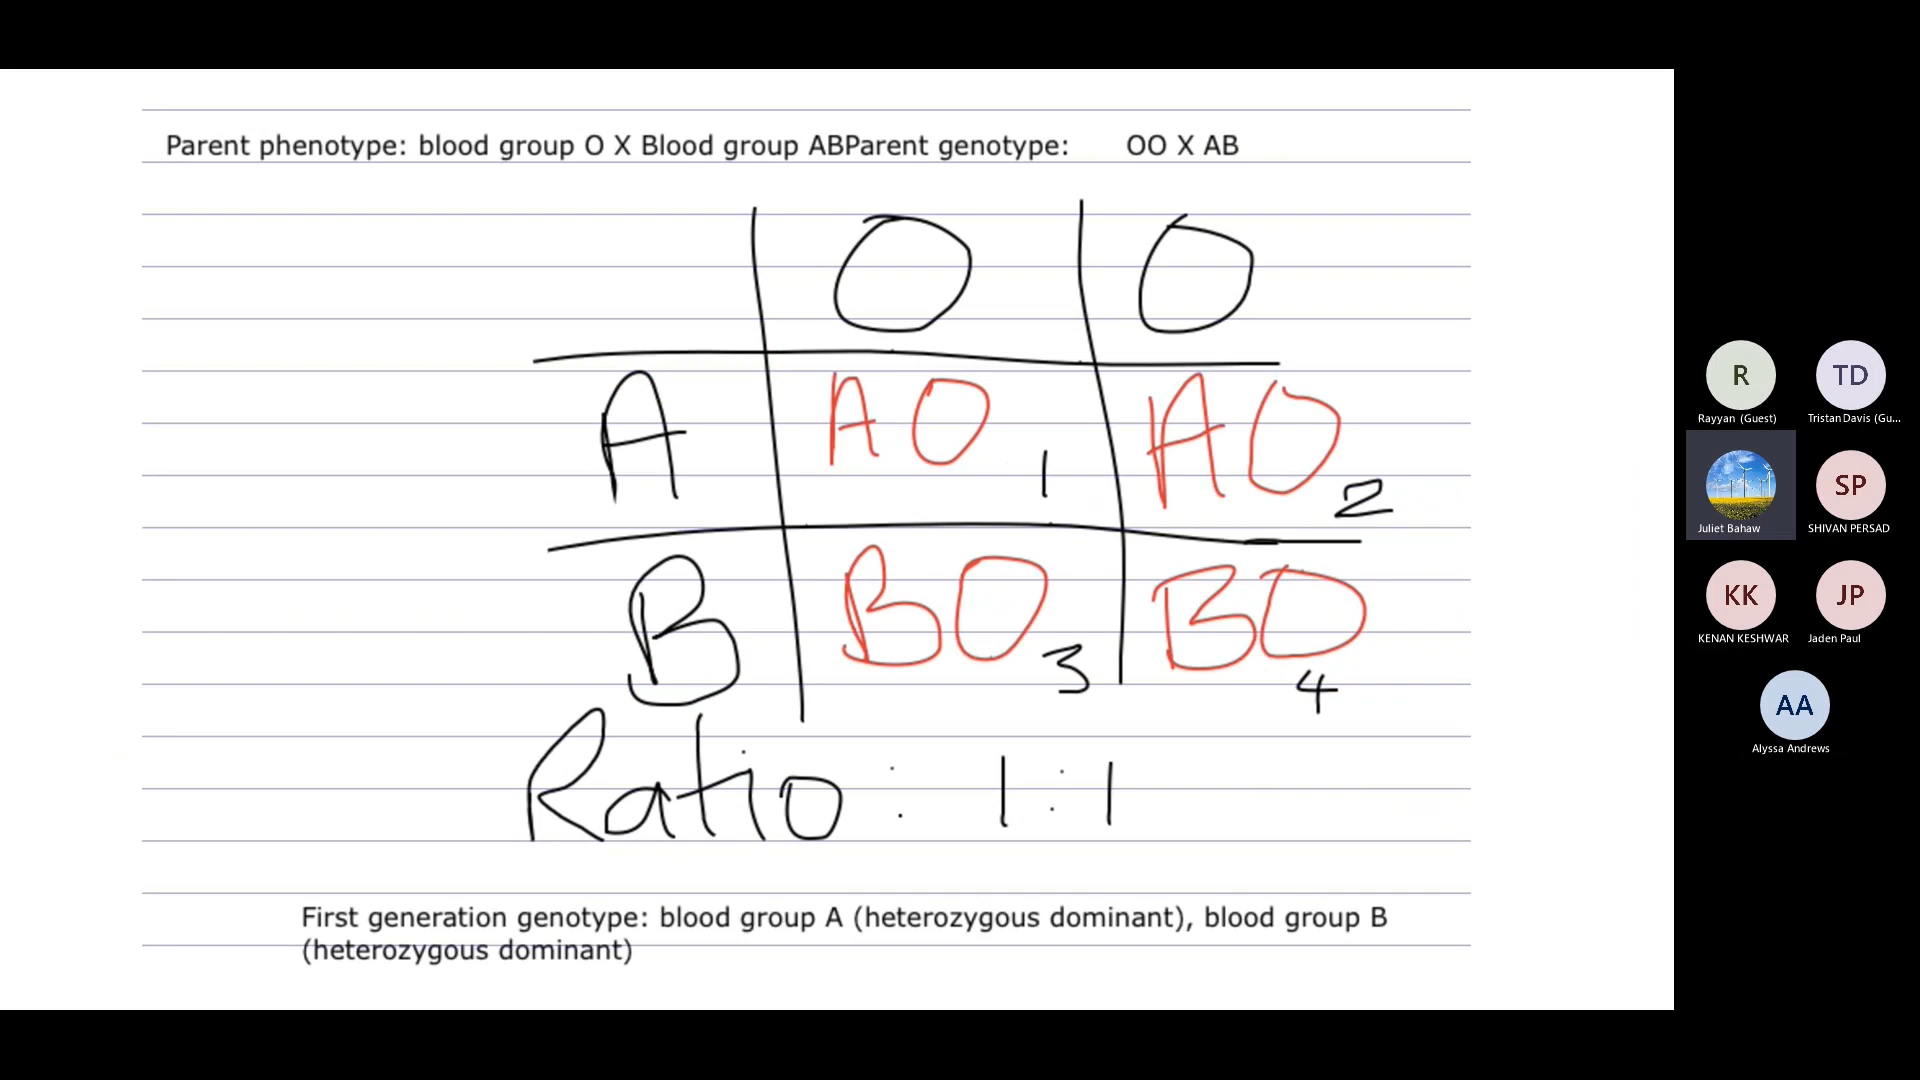 Parent phenotype: blood group O X Blood group ABParent genotype: OO X AB
O O
A AO 1 AO 2
B BO 3 BO 4
Ratio : 1:1
First generation genotype: blood group A (heterozygous dominant), blood group B
(heterozygous dominant)
R TD
Rayyan (Guest) Tristan Davis (Gu...
SP
Juliet Bahaw SHIVAN PERSAD
KK JP
KENAN KESHWAR Jaden Paul
AA
Alyssa Andrews